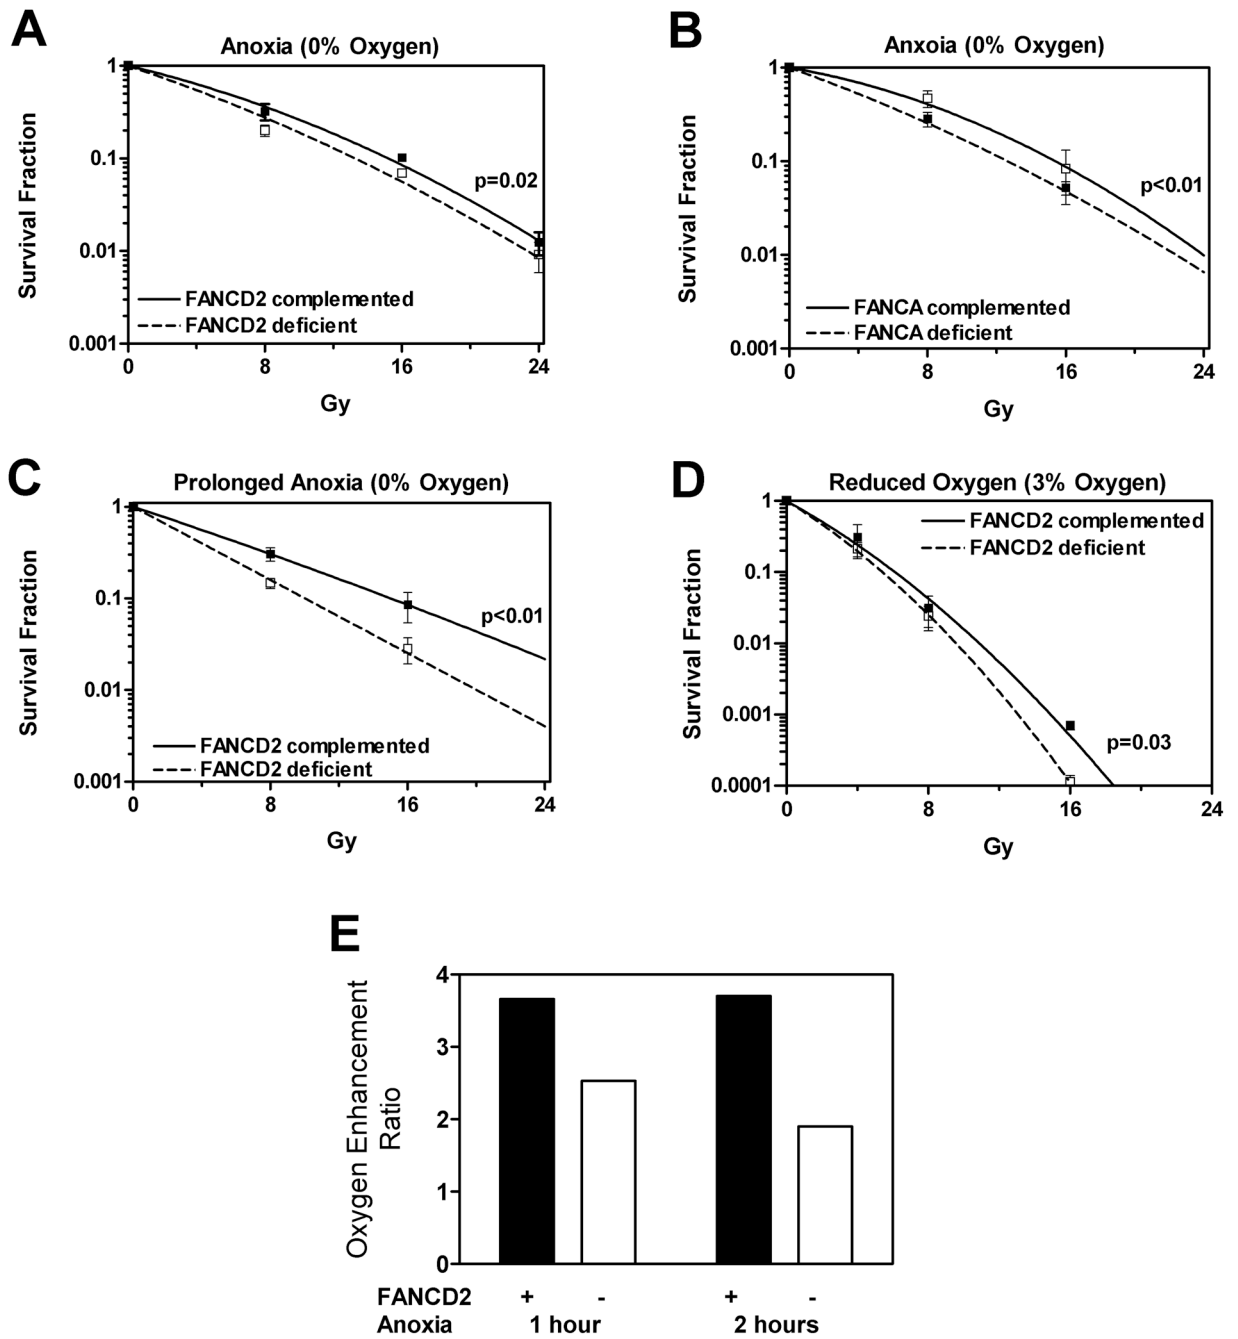 A
Anoxia (0% Oxygen)
Survival Fraction
1
0.1
0.01
0.001
p=0.02
FANCD2 complemented
FANCD2 deficient
0 8 16 24
Gy
B
Anxoia (0% Oxygen)
Survival Fraction
1
0.1
0.01
0.001
p<0.01
FANCA complemented
FANCA deficient
0 8 16 24
Gy
C
Prolonged Anoxia (0% Oxygen)
Survival Fraction
1
0.1
0.01
0.001
p<0.01
FANCD2 complemented
FANCD2 deficient
0 8 16 24
Gy
D
Reduced Oxygen (3% Oxygen)
Survival Fraction
1
0.1
0.01
0.001
0.0001
FANCD2 complemented
FANCD2 deficient
p=0.03
0 8 16 24
Gy
E
Oxygen Enhancement
Ratio
4
3
2
1
0
FANCD2 + - + -
Anoxia 1 hour 2 hours